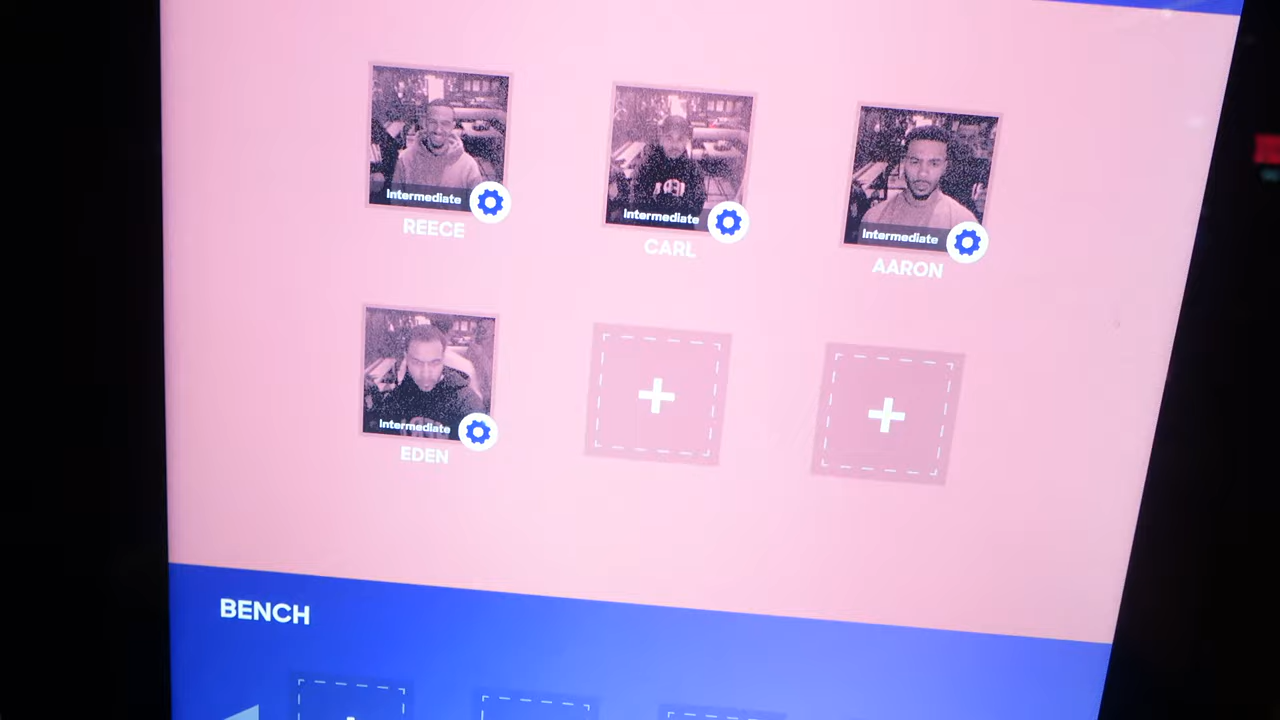 Intermediate
REECE
Intermediate
CARL
Intermediate
AARON
Intermediate
EDEN
BENCH